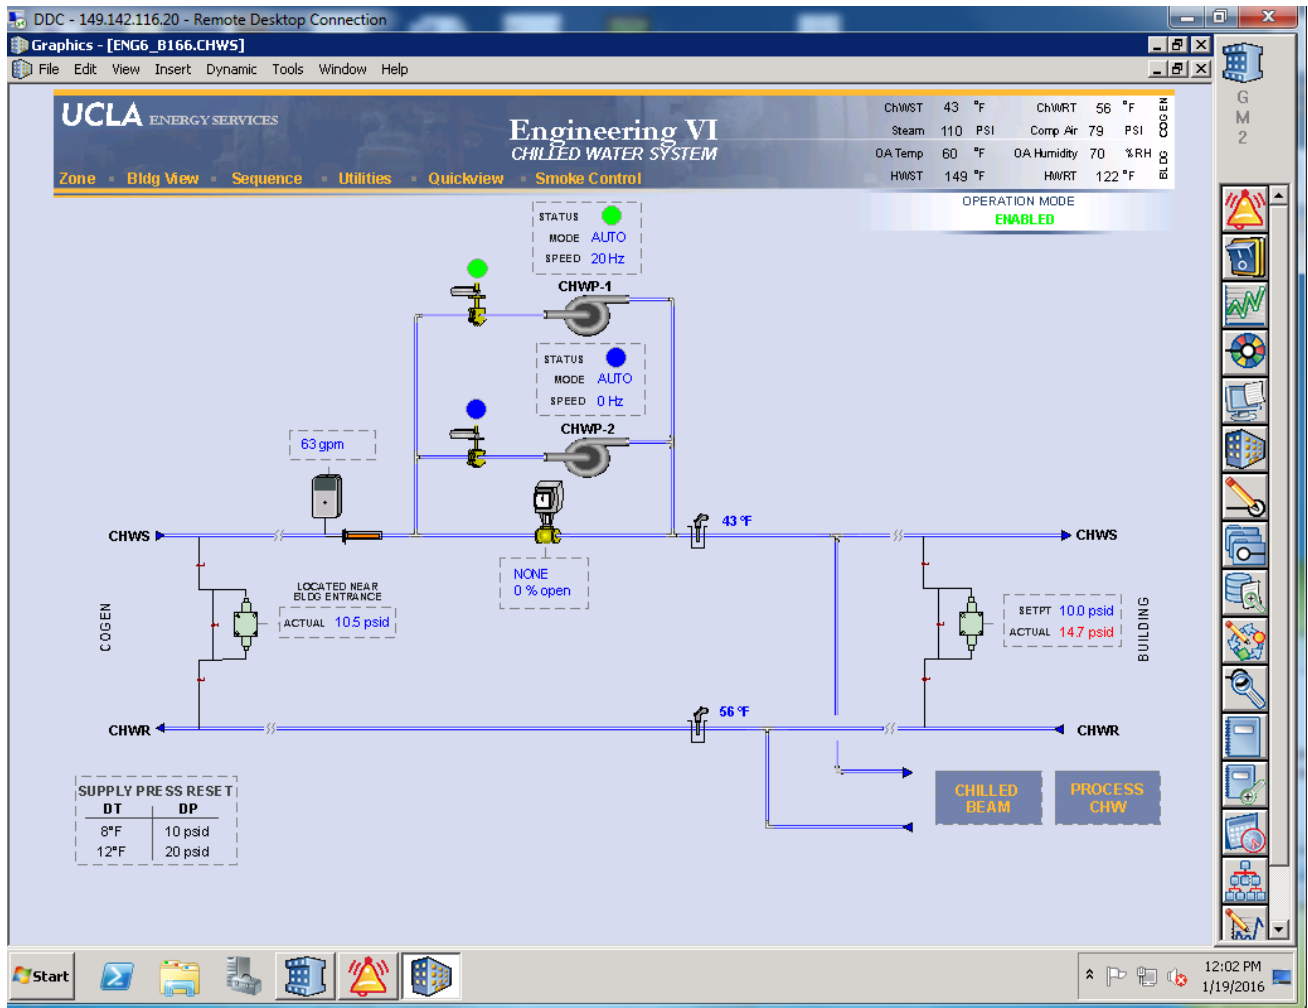 DDC - 149.142.116.20 - Remote Desktop Connection
Graphics - [ENG6_B166.CHWS]
File Edit View Insert Dynamic Tools Window Help
UCLA ENERGY SERVICES
Engineering VI
CHILLED WATER SYSTEM
Zone Bldg View Sequence Utilities Quickview Smoke Control
ChWST 43 °F ChWRT 56 °F
Steam 110 PSI Comp Air 79 PSI
COGEN
OA Temp 60 °F OA Humidity 70 %RH
HWST 149 °F HWRT 122 °F
BLDG
OPERATION MODE
ENABLED
GM2
STATUS
MODE AUTO
SPEED 20 Hz
CHWP-1
STATUS
MODE AUTO
SPEED 0 Hz
CHWP-2
63 gpm
CHWS
43 °F
CHWS
NONE
0 % open
LOCATED NEAR
BLDG ENTRANCE
ACTUAL 10.5 psid
COGEN
SETPT 10.0 psid
ACTUAL 14.7 psid
BUILDING
CHWR
56 °F
CHWR
SUPPLY PRESS RESET
DT DP
8°F 10 psid
12°F 20 psid
CHILLED
BEAM
PROCESS
CHW
Start
12:02 PM
1/19/2016